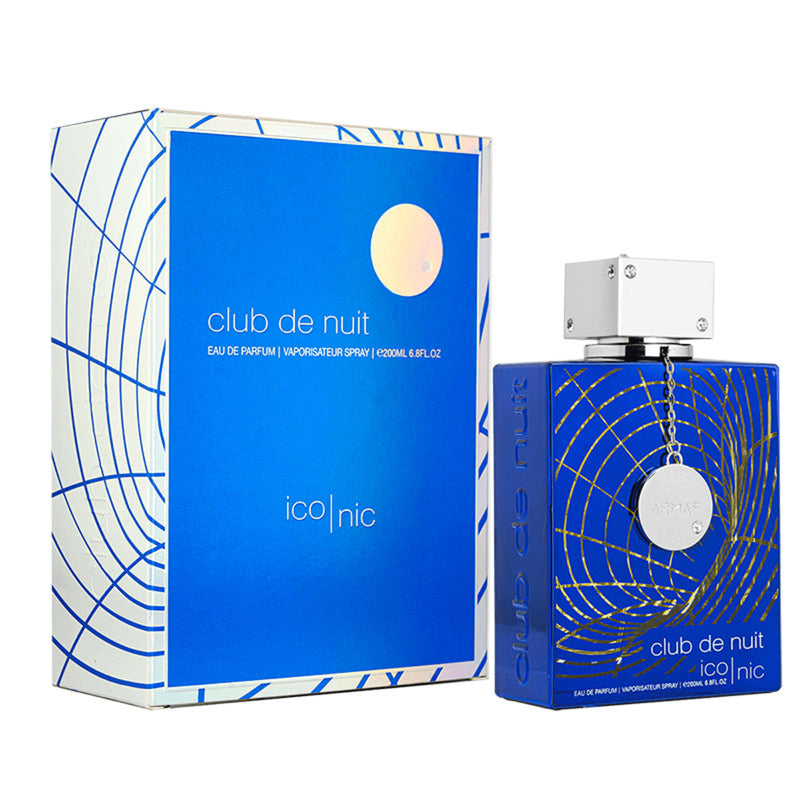 club de nuit
EAU DE PARFUM | VAPORISATEUR SPRAY | ℮200ML 6.8FL.OZ
ico|nic
club de nuit
ARMAF
club de nuit
ico|nic
EAU DE PARFUM | VAPORISATEUR SPRAY | ℮200ML 6.8FL.OZ